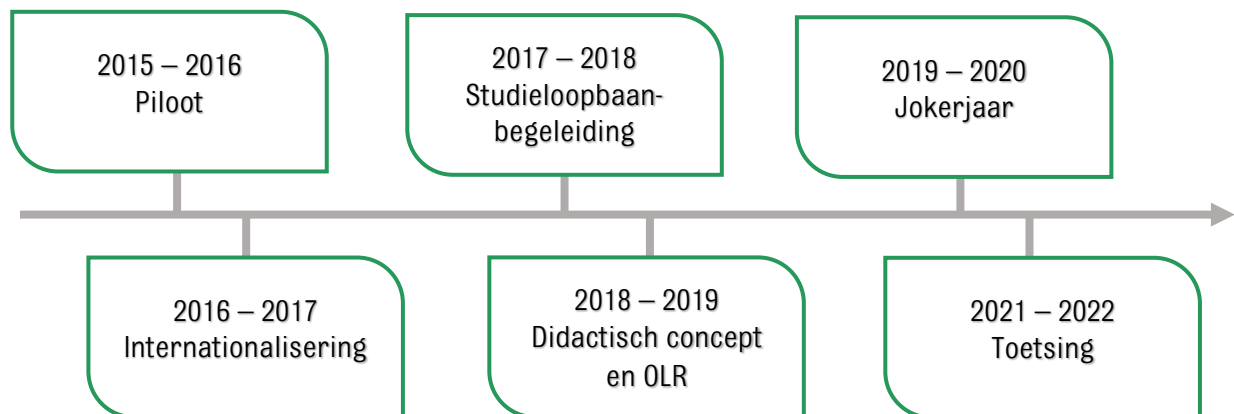 2015 – 2016
Piloot
2017 – 2018
Studieloopbaan-
begeleiding
2019 – 2020
Jokerjaar
2016 – 2017
Internationalisering
2018 – 2019
Didactisch concept
en OLR
2021 – 2022
Toetsing